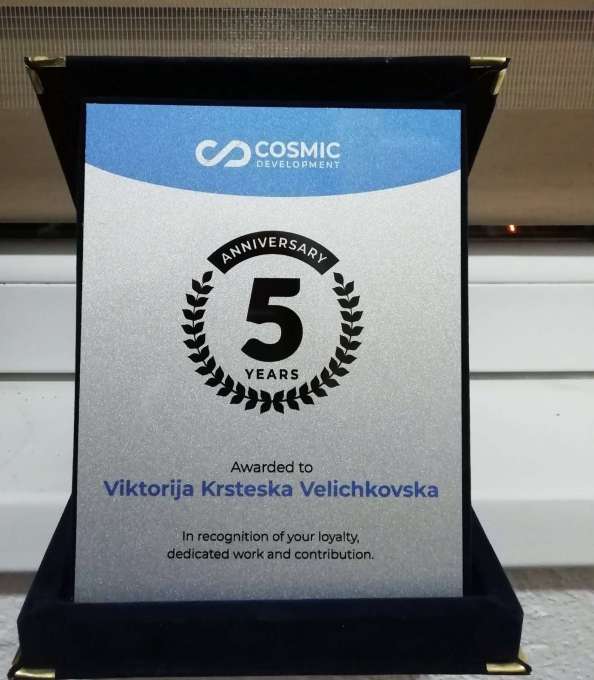 COSMIC
DEVELOPMENT
ANNIVERSARY
5
YEARS
Awarded to
Viktorija Krsteska Velichkovska
In recognition of your loyalty,
dedicated work and contribution.